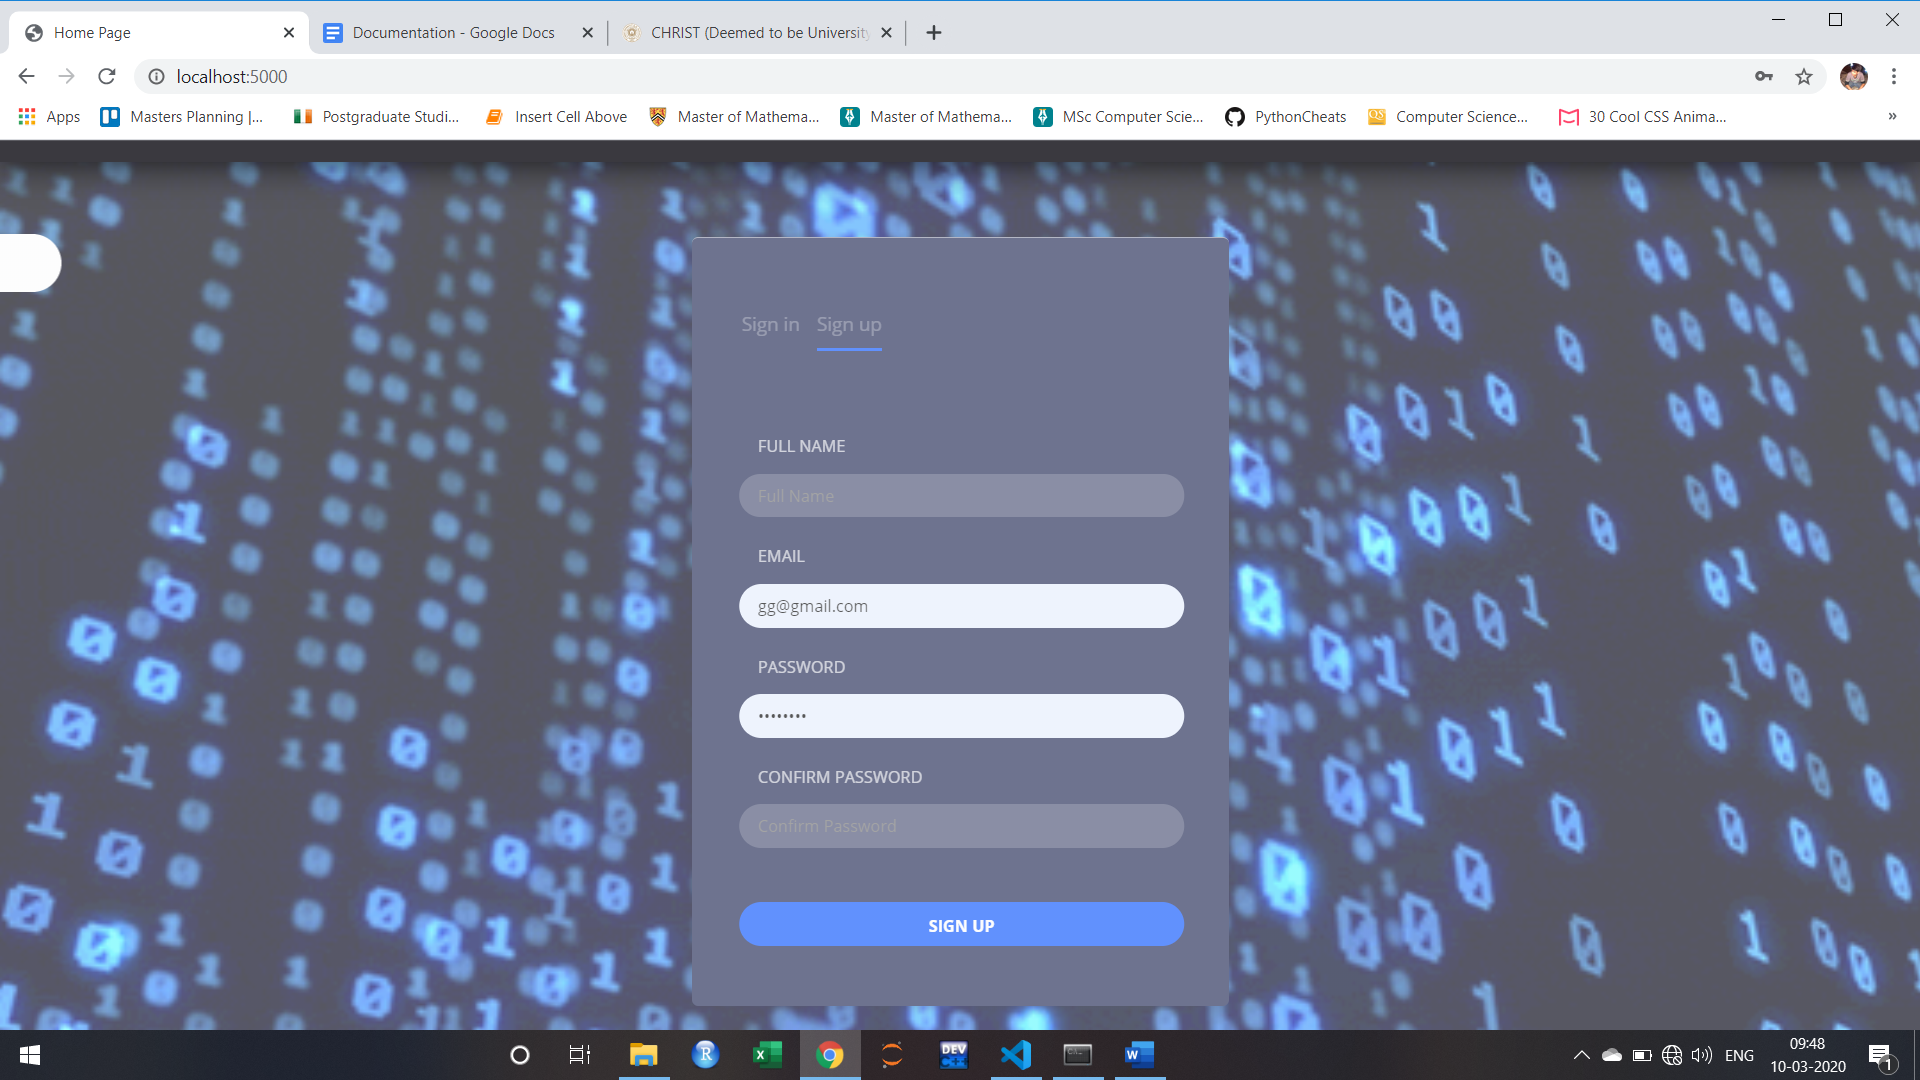 Home Page
Documentation - Google Docs
CHRIST (Deemed to be University
localhost:5000
Apps
Masters Planning |...
Postgraduate Studi...
Insert Cell Above
Master of Mathema...
Master of Mathema...
MSc Computer Scie...
PythonCheats
Computer Science...
30 Cool CSS Anima...
»
Sign in Sign up
FULL NAME
Full Name
EMAIL
gg@gmail.com
PASSWORD
••••••••
CONFIRM PASSWORD
Confirm Password
SIGN UP
ENG
09:48
10-03-2020
1